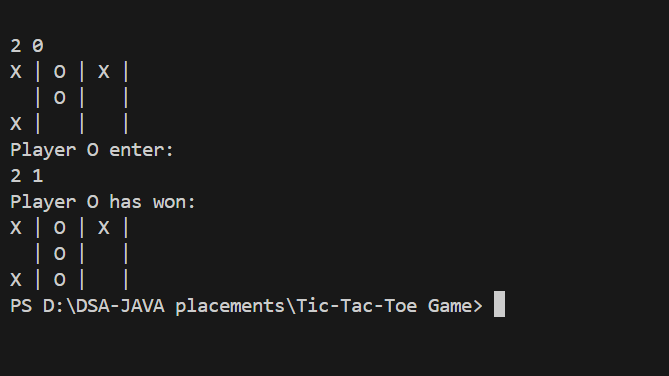 2 0
X | O | X |
  | O |   |
X |   |   |
Player O enter:
2 1
Player O has won:
X | O | X |
  | O |   |
X | O |   |
PS D:\DSA-JAVA placements\Tic-Tac-Toe Game>